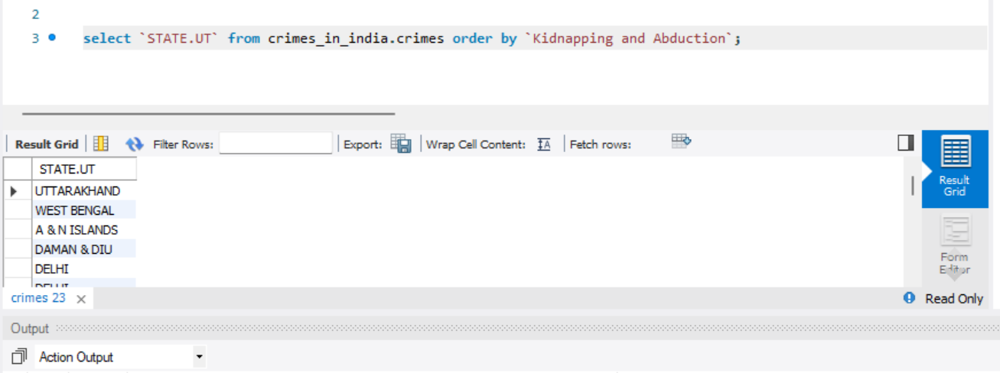 2
3 select `STATE.UT` from crimes_in_india.crimes order by `Kidnapping and Abduction`;
Result Grid Filter Rows: Export: Wrap Cell Content: Fetch rows:
STATE.UT
UTTARAKHAND
WEST BENGAL
A & N ISLANDS
DAMAN & DIU
DELHI
DELHI
Result
Grid
Form
Editor
crimes 23 Read Only
Output
Action Output